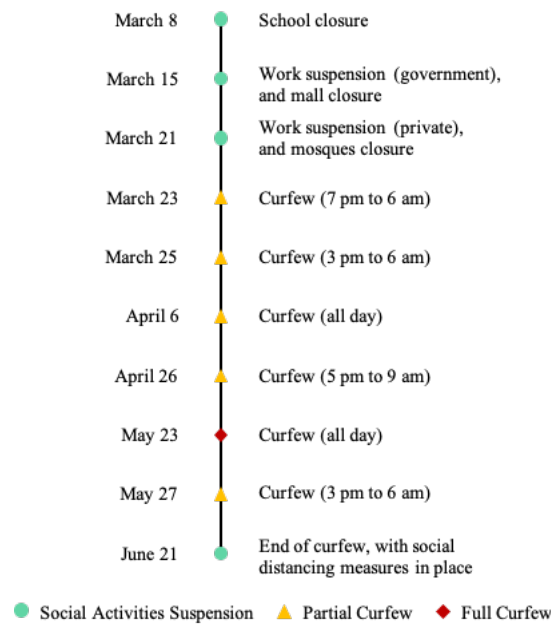 March 8 School closure
March 15 Work suspension (government),
and mall closure
March 21 Work suspension (private),
and mosques closure
March 23 Curfew (7 pm to 6 am)
March 25 Curfew (3 pm to 6 am)
April 6 Curfew (all day)
April 26 Curfew (5 pm to 9 am)
May 23 Curfew (all day)
May 27 Curfew (3 pm to 6 am)
June 21 End of curfew, with social
distancing measures in place
Social Activities Suspension Partial Curfew Full Curfew